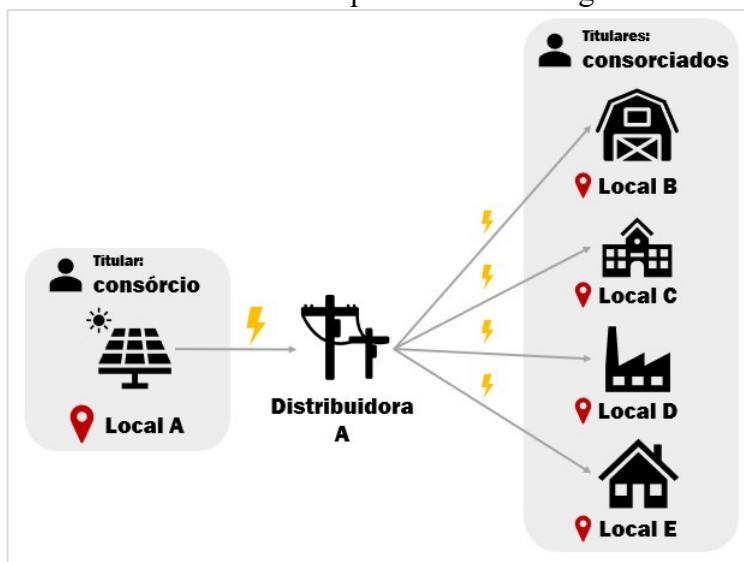 Titulares:
consorciados
Local B
Local C
Titular:
consórcio
Local A
Distribuidora
A
Local D
Local E